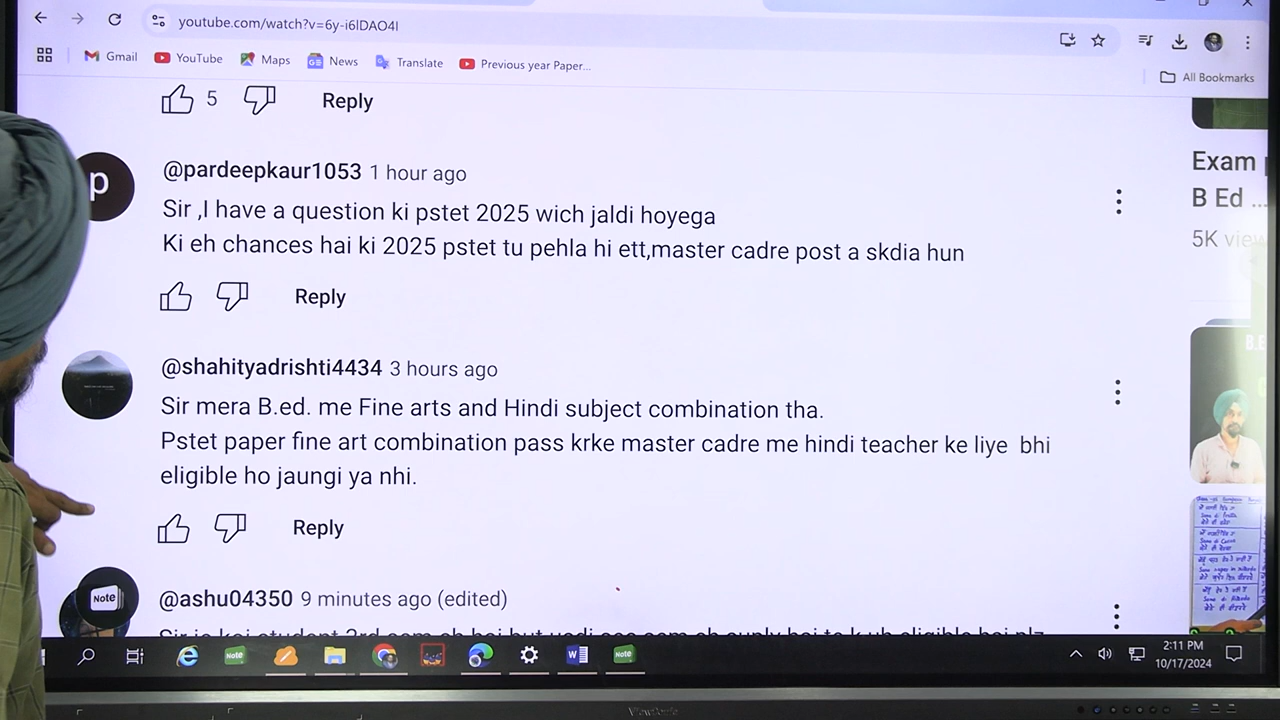 youtube.com/watch?v=6y-i6lDAO4I
Gmail YouTube Maps News Translate Previous year Paper...
All Bookmarks
5 Reply
@pardeepkaur1053 1 hour ago
Sir ,I have a question ki pstet 2025 wich jaldi hoyega
Ki eh chances hai ki 2025 pstet tu pehla hi ett,master cadre post a skdia hun
Reply
@shahityadrishti4434 3 hours ago
Sir mera B.ed. me Fine arts and Hindi subject combination tha.
Pstet paper fine art combination pass krke master cadre me hindi teacher ke liye bhi
eligible ho jaungi ya nhi.
Reply
Note
@ashu04350 9 minutes ago (edited)
Exam
B Ed ...
5K view
B.E
Note
Note
2:11 PM
10/17/2024
ViewSonic